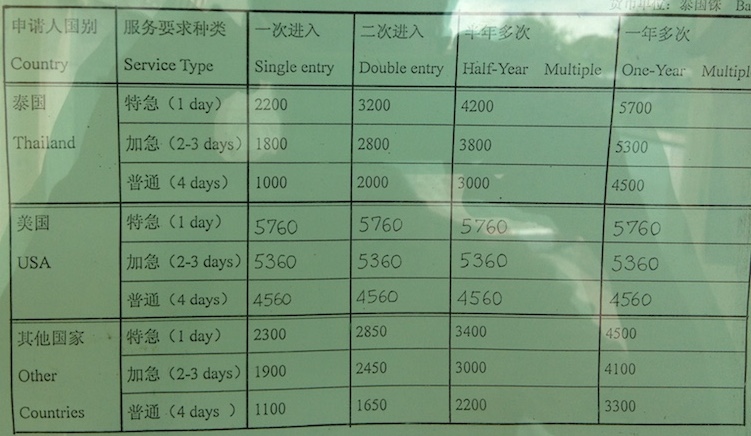 货币单位：泰国铢 Ba
申请人国别 服务要求种类 一次进入 二次进入 半年多次 一年多次
Country Service Type Single entry Double entry Half-Year Multiple One-Year Multipl
泰国 特急（1 day） 2200 3200 4200 5700
Thailand 加急（2-3 days） 1800 2800 3800 5300
普通（4 days） 1000 2000 3000 4500
美国 特急（1 day） 5760 5760 5760 5760
USA 加急（2-3 days） 5360 5360 5360 5360
普通（4 days） 4560 4560 4560 4560
其他国家 特急（1 day） 2300 2850 3400 4500
Other 加急（2-3 days） 1900 2450 3000 4100
Countries 普通（4 days ） 1100 1650 2200 3300